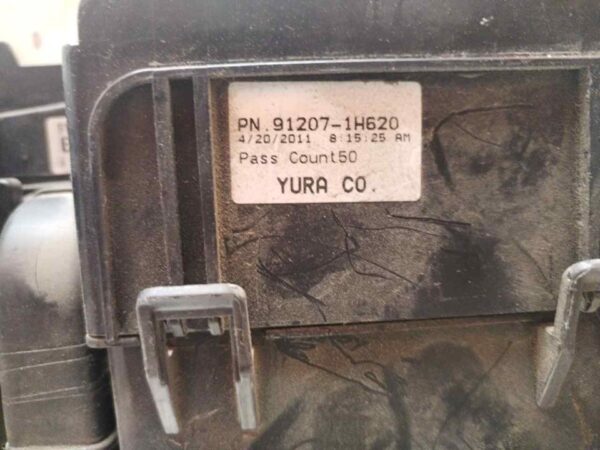 PN.91207-1H620
4/20/2011 8:15:25 AM
Pass Count50
YURA CO.